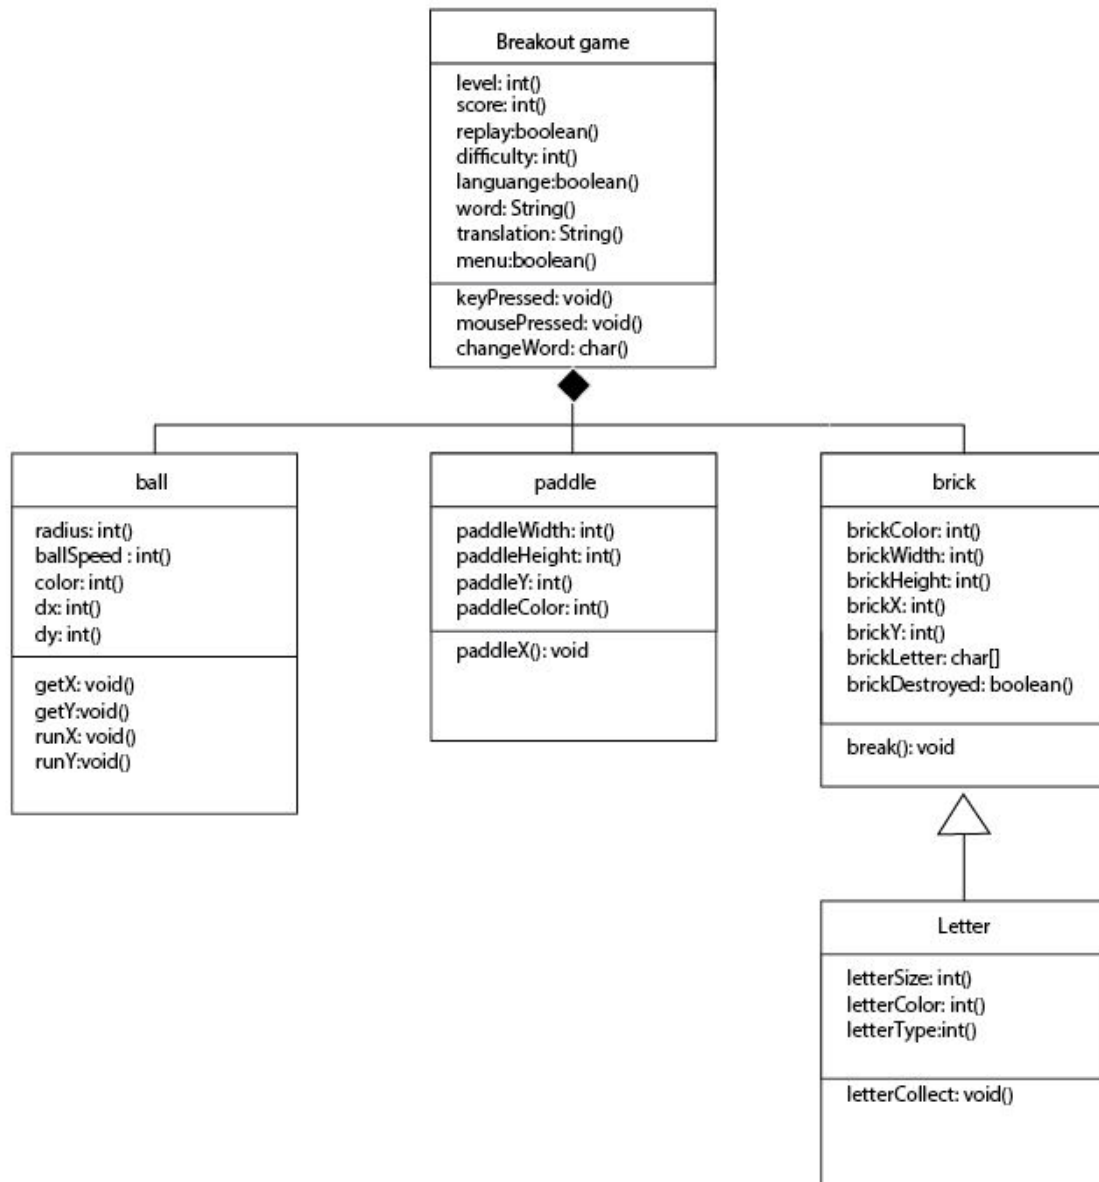 Breakout game
level: int()
score: int()
replay:boolean()
difficulty: int()
languange:boolean()
word: String()
translation: String()
menu:boolean()
keyPressed: void()
mousePressed: void()
changeWord: char()
ball
radius: int()
ballSpeed : int()
color: int()
dx: int()
dy: int()
getX: void()
getY:void()
runX: void()
runY:void()
paddle
paddleWidth: int()
paddleHeight: int()
paddleY: int()
paddleColor: int()
paddleX(): void
brick
brickColor: int()
brickWidth: int()
brickHeight: int()
brickX: int()
brickY: int()
brickLetter: char[]
brickDestroyed: boolean()
break(): void
Letter
letterSize: int()
letterColor: int()
letterType:int()
letterCollect: void()